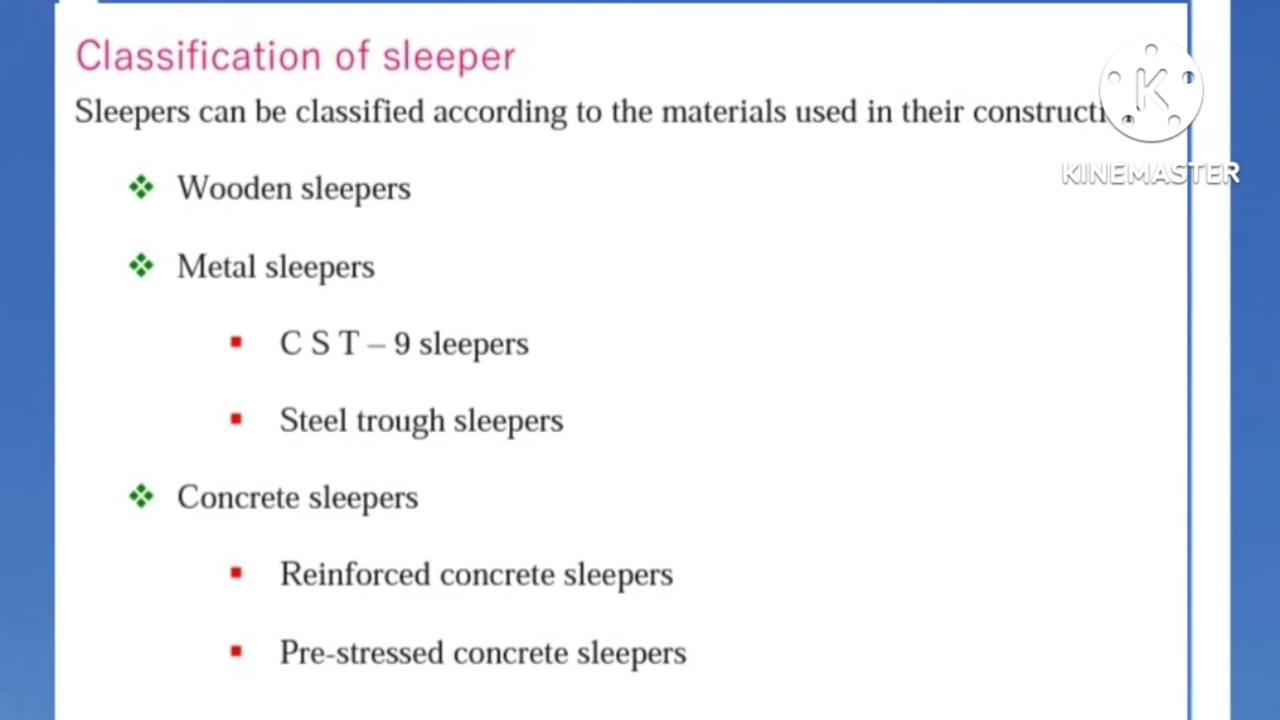 Classification of sleeper
Sleepers can be classified according to the materials used in their
Wooden sleepers
Metal sleepers
C S T – 9 sleepers
Steel trough sleepers
Concrete sleepers
Reinforced concrete sleepers
Pre-stressed concrete sleepers
K
KINEMASTER